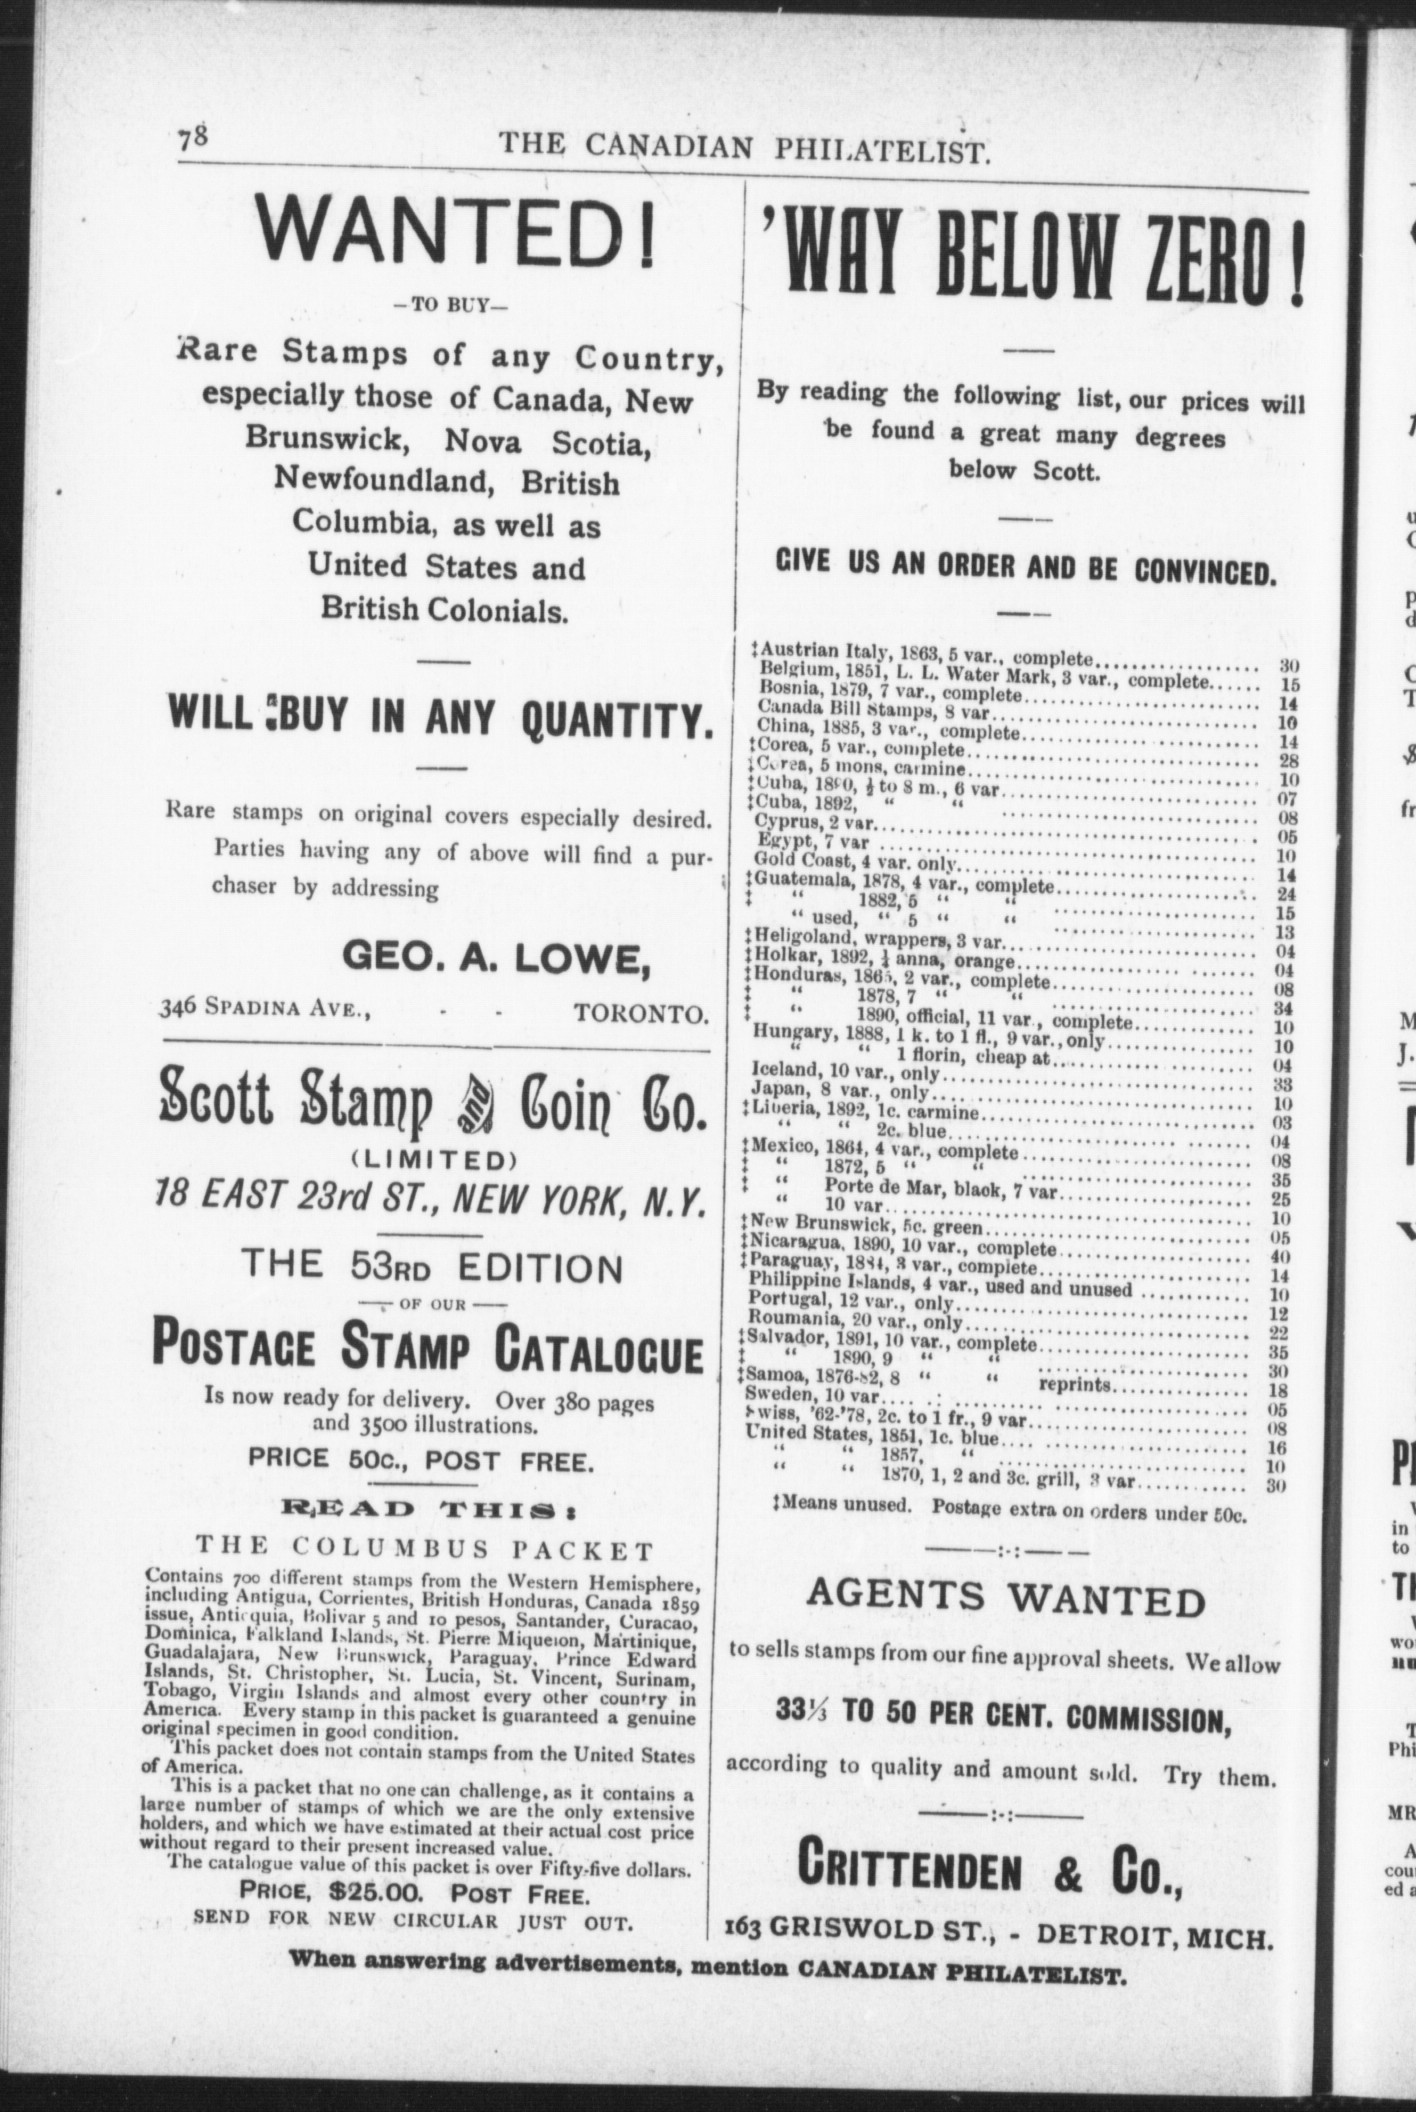 78
THE CANADIAN PHILATELIST.
WANTED!
—TO BUY—
Rare Stamps of any Country,
especially those of Canada, New
Brunswick, Nova Scotia,
Newfoundland, British
Columbia, as well as
United States and
British Colonials.
WILL BUY IN ANY QUANTITY.
Rare stamps on original covers especially desired.
Parties having any of above will find a pur-
chaser by addressing
GEO. A. LOWE,
346 SPADINA AVE., - - TORONTO.
Scott Stamp and Coin Co.
(LIMITED)
18 EAST 23rd ST., NEW YORK, N.Y.
THE 53RD EDITION
—OF OUR—
POSTAGE STAMP CATALOGUE
Is now ready for delivery. Over 380 pages
and 3500 illustrations.
PRICE 50c., POST FREE.
READ THIS:
THE COLUMBUS PACKET
Contains 700 different stamps from the Western Hemisphere,
including Antigua, Corrientes, British Honduras, Canada 1859
issue, Antioquia, Bolivar 5 and 10 pesos, Santander, Curacao,
Dominica, Falkland Islands, St. Pierre Miquelon, Martinique,
Guadalajara, New Brunswick, Paraguay, Prince Edward
Islands, St. Christopher, St. Lucia, St. Vincent, Surinam,
Tobago, Virgin Islands and almost every other country in
America. Every stamp in this packet is guaranteed a genuine
original specimen in good condition.
This packet does not contain stamps from the United States
of America.
This is a packet that no one can challenge, as it contains a
large number of stamps of which we are the only extensive
holders, and which we have estimated at their actual cost price
without regard to their present increased value.
The catalogue value of this packet is over Fifty-five dollars.
PRICE, $25.00. POST FREE.
SEND FOR NEW CIRCULAR JUST OUT.
'WAY BELOW ZERO!
By reading the following list, our prices will
be found a great many degrees
below Scott.
GIVE US AN ORDER AND BE CONVINCED.
‡Austrian Italy, 1863, 5 var., complete.................. 30
Belgium, 1851, L. L. Water Mark, 3 var., complete...... 15
Bosnia, 1879, 7 var., complete.................. 14
Canada Bill Stamps, 8 var.................. 10
China, 1885, 3 var., complete.................. 14
‡Corea, 5 var., complete.................. 28
‡Corea, 5 mons, carmine.................. 10
‡Cuba, 1890, ½ to 8 m., 6 var.................. 07
‡Cuba, 1892, " " .................. 08
Cyprus, 2 var.................. 05
Egypt, 7 var .................. 10
Gold Coast, 4 var. only.................. 14
‡Guatemala, 1878, 4 var., complete.................. 24
‡ " 1882, 5 " " .................. 15
" used, " 5 " " .................. 13
‡Heligoland, wrappers, 3 var.................. 04
‡Holkar, 1892, ¼ anna, orange.................. 04
‡Honduras, 1865, 2 var., complete.................. 08
‡ " 1878, 7 " " .................. 34
‡ " 1890, official, 11 var., complete............ 10
Hungary, 1888, 1 k. to 1 fl., 9 var., only............ 10
" " 1 florin, cheap at.................. 04
Iceland, 10 var., only.................. 33
Japan, 8 var., only.................. 10
‡Liberia, 1892, 1c. carmine.................. 03
" " 2c. blue.................. 04
‡Mexico, 1864, 4 var., complete.................. 08
‡ " 1872, 5 " " .................. 35
‡ " Porte de Mar, black, 7 var.................. 25
" 10 var.................. 10
‡New Brunswick, 5c. green.................. 05
‡Nicaragua, 1890, 10 var., complete.................. 40
‡Paraguay, 1884, 3 var., complete.................. 14
Philippine Islands, 4 var., used and unused ............ 10
Portugal, 12 var., only.................. 12
Roumania, 20 var., only.................. 22
‡Salvador, 1891, 10 var., complete.................. 35
‡ " 1890, 9 " " .................. 30
‡Samoa, 1876-82, 8 " " reprints............ 18
Sweden, 10 var.................. 05
Swiss, '62-'78, 2c. to 1 fr., 9 var.................. 08
United States, 1851, 1c. blue.................. 16
" " 1857, " .................. 10
" " 1870, 1, 2 and 3c. grill, 3 var............ 30
‡Means unused. Postage extra on orders under 50c.
AGENTS WANTED
to sells stamps from our fine approval sheets. We allow
33⅓ TO 50 PER CENT. COMMISSION,
according to quality and amount sold. Try them.
CRITTENDEN & CO.,
163 GRISWOLD ST., - DETROIT, MICH.
When answering advertisements, mention CANADIAN PHILATELIST.